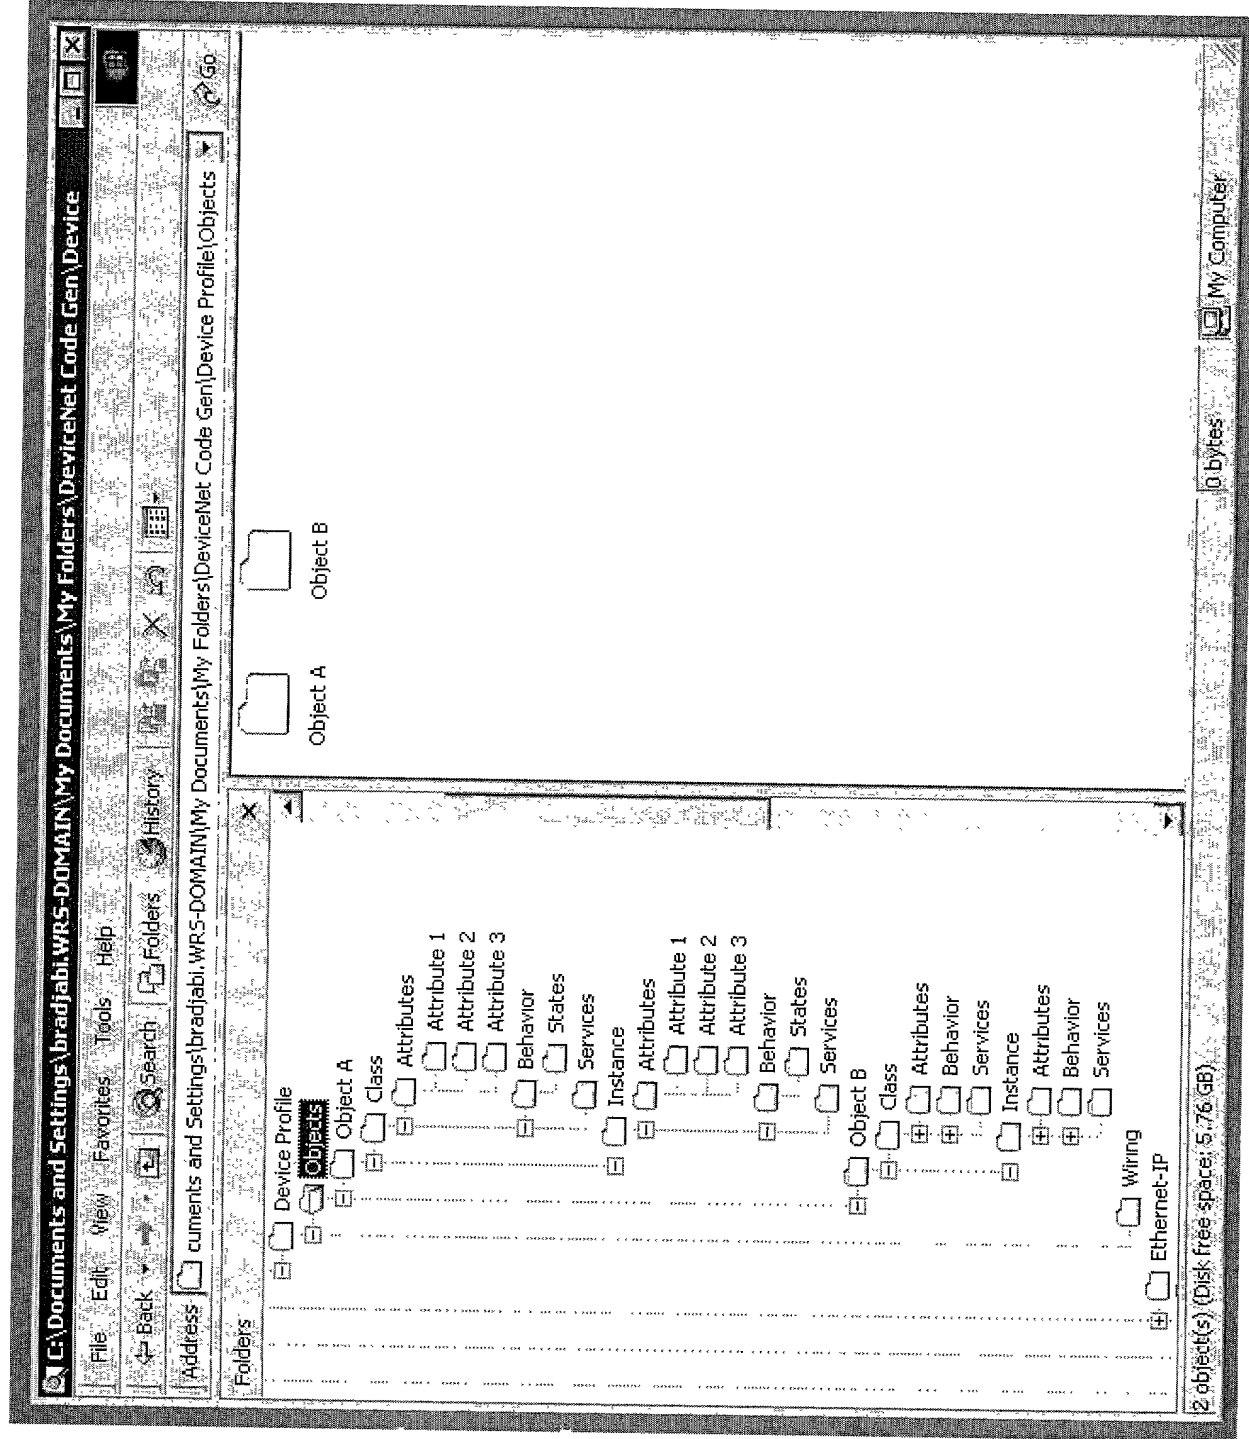 C:\Documents and Settings\bradjabi.WRS-DOMAIN\My Documents\My Folders\DeviceNet Code Gen\Device
File Edit View Favorites Tools Help
Back Search Folders History
Address cuments and Settings\bradjabi.WRS-DOMAIN\My Documents\My Folders\DeviceNet Code Gen\Device Profile\Objects Go
Folders
Device Profile
Objects
Object A
Class
Attributes
Attribute 1
Attribute 2
Attribute 3
Behavior
States
Services
Instance
Attributes
Attribute 1
Attribute 2
Attribute 3
Behavior
States
Services
Object B
Class
Attributes
Behavior
Services
Instance
Attributes
Behavior
Services
Wiring
Ethernet-IP
Object A
Object B
2 object(s) (Disk free space: 5.76 GB) 0 bytes My Computer